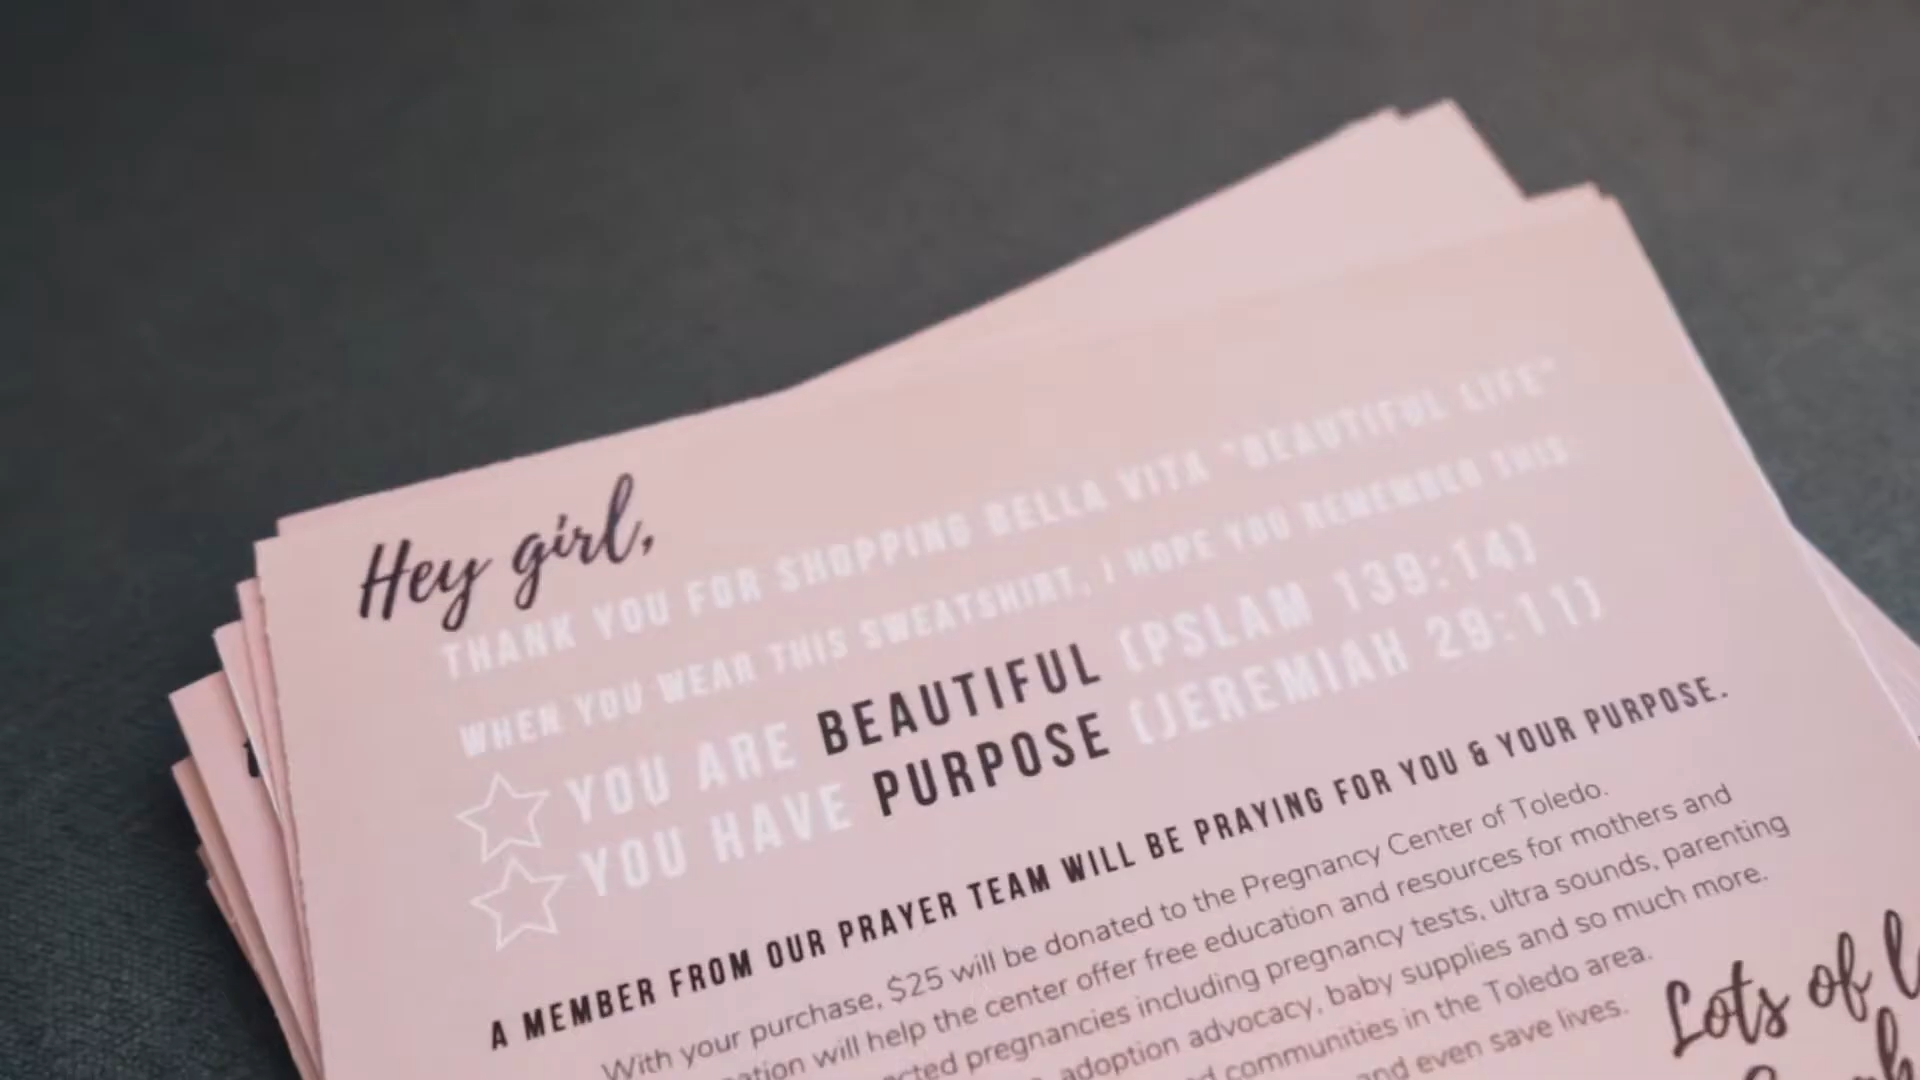 Hey girl,
THANK YOU FOR SHOPPING BELLA VITA "BEAUTIFUL LIFE"
WHEN YOU WEAR THIS SWEATSHIRT, I HOPE YOU REMEMBER THIS:
YOU ARE BEAUTIFUL (PSLAM 139:14)
YOU HAVE PURPOSE (JEREMIAH 29:11)
A MEMBER FROM OUR PRAYER TEAM WILL BE PRAYING FOR YOU & YOUR PURPOSE.
With your purchase, $25 will be donated to the Pregnancy Center of Toledo.
will help the center offer free education and resources for mothers and
pregnancies including pregnancy tests, ultra sounds, parenting
adoption advocacy, baby supplies and so much more.
communities in the Toledo area.
and even save lives.
Lots of